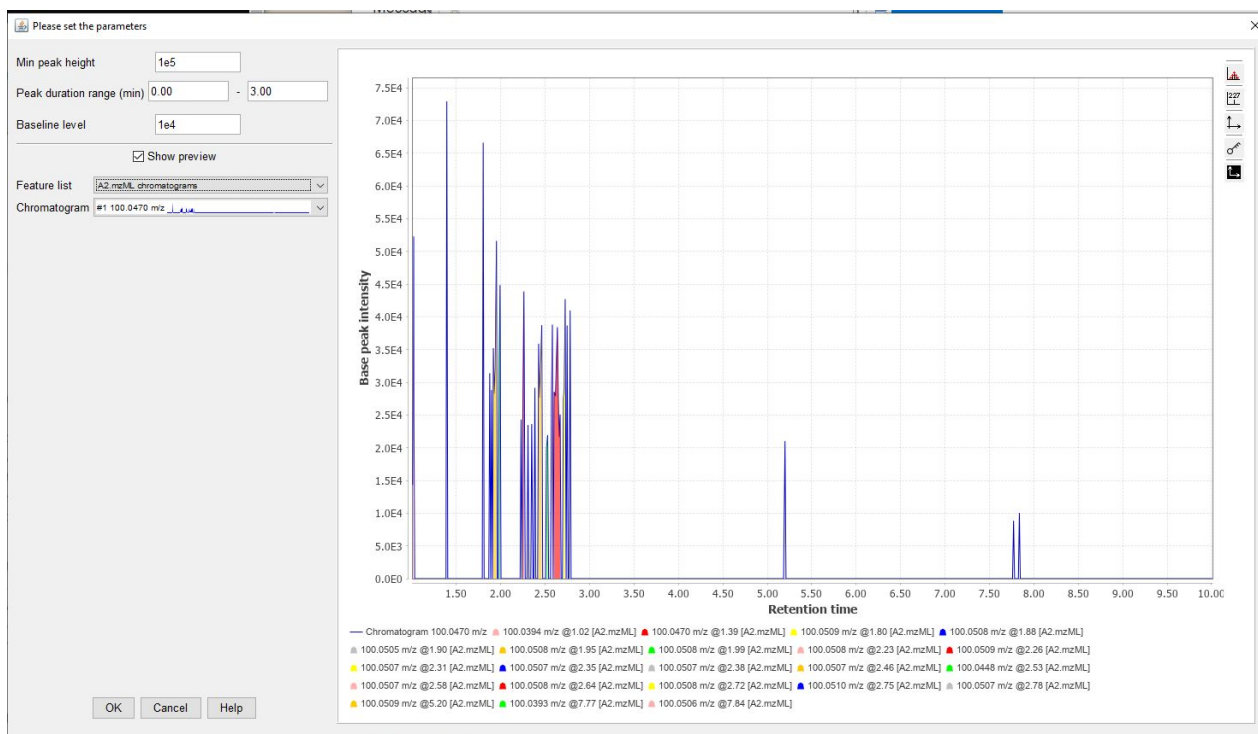 Please set the parameters
Min peak height 1e5
Peak duration range (min) 0.00 - 3.00
Baseline level 1e4
Show preview
Feature list A2.mzML chromatograms
Chromatogram #1 100.0470 m/z
OK Cancel Help
227
Base peak intensity
7.5E4
7.0E4
6.5E4
6.0E4
5.5E4
5.0E4
4.5E4
4.0E4
3.5E4
3.0E4
2.5E4
2.0E4
1.5E4
1.0E4
5.0E3
0.0E0
1.50 2.00 2.50 3.00 3.50 4.00 4.50 5.00 5.50 6.00 6.50 7.00 7.50 8.00 8.50 9.00 9.50 10.00
Retention time
Chromatogram 100.0470 m/z 100.0394 m/z @1.02 [A2.mzML] 100.0470 m/z @1.39 [A2.mzML] 100.0509 m/z @1.80 [A2.mzML] 100.0508 m/z @1.88 [A2.mzML]
100.0505 m/z @1.90 [A2.mzML] 100.0508 m/z @1.95 [A2.mzML] 100.0508 m/z @1.99 [A2.mzML] 100.0508 m/z @2.23 [A2.mzML] 100.0509 m/z @2.26 [A2.mzML]
100.0507 m/z @2.31 [A2.mzML] 100.0507 m/z @2.35 [A2.mzML] 100.0507 m/z @2.38 [A2.mzML] 100.0507 m/z @2.46 [A2.mzML] 100.0448 m/z @2.53 [A2.mzML]
100.0507 m/z @2.58 [A2.mzML] 100.0508 m/z @2.64 [A2.mzML] 100.0508 m/z @2.72 [A2.mzML] 100.0510 m/z @2.75 [A2.mzML] 100.0507 m/z @2.78 [A2.mzML]
100.0509 m/z @5.20 [A2.mzML] 100.0393 m/z @7.77 [A2.mzML] 100.0506 m/z @7.84 [A2.mzML]